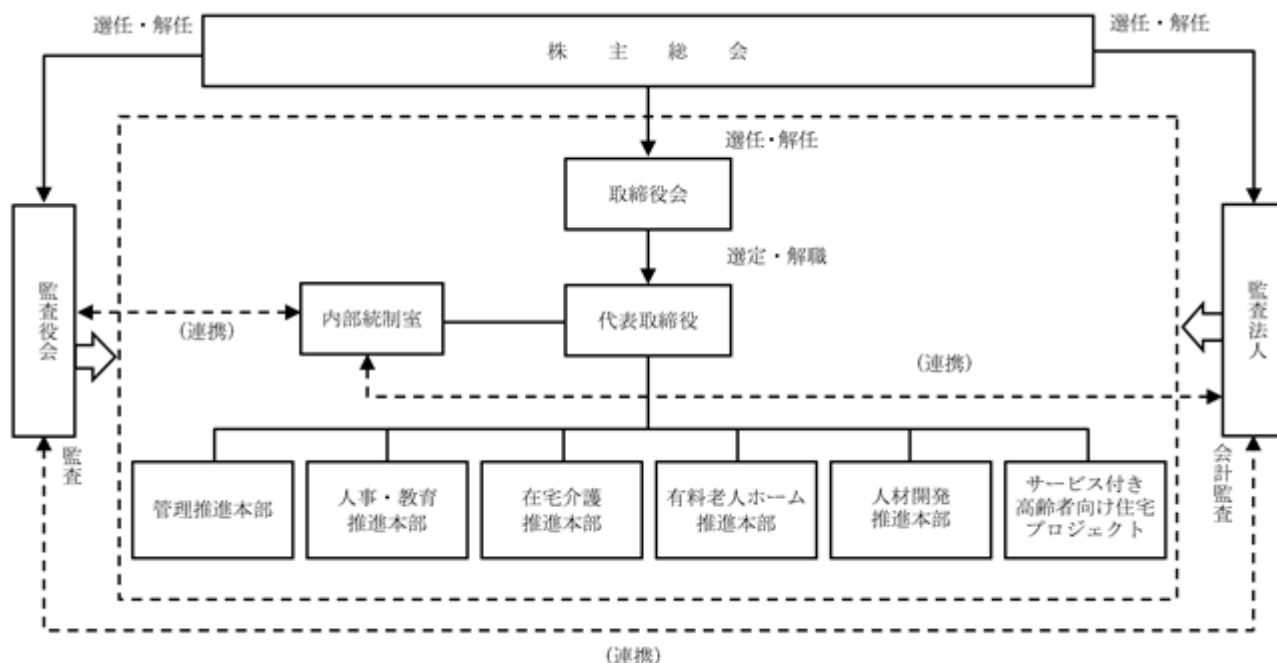 選任・解任
選任・解任
株主総会
選任・解任
取締役会
選定・解職
監査役会
内部統制室
代表取締役
監査法人
(連携)
(連携)
監査
会計監査
管理推進本部
人事・教育
推進本部
在宅介護
推進本部
有料老人ホーム
推進本部
人材開発
推進本部
サービス付き
高齢者向け住宅
プロジェクト
(連携)